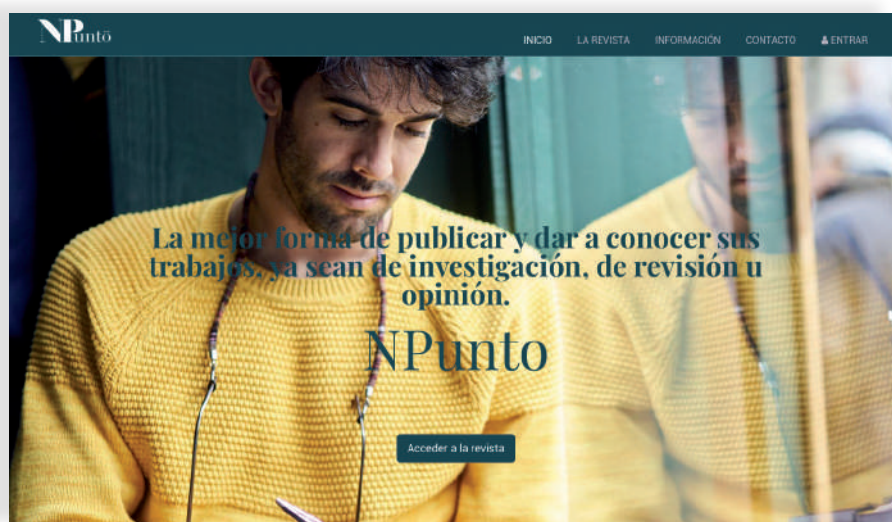 NPuntö
INICIO
LA REVISTA
INFORMACIÓN
CONTACTO
ENTRAR
La mejor forma de publicar y dar a conocer sus
trabajos, ya sean de investigación, de revisión u
opinión.
NPunto
Acceder a la revista